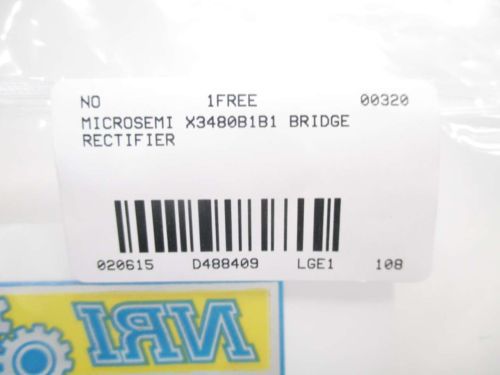 NO 1FREE 00320
MICROSEMI X3480B1B1 BRIDGE
RECTIFIER
020615 D488409 LGE1 108
NRI